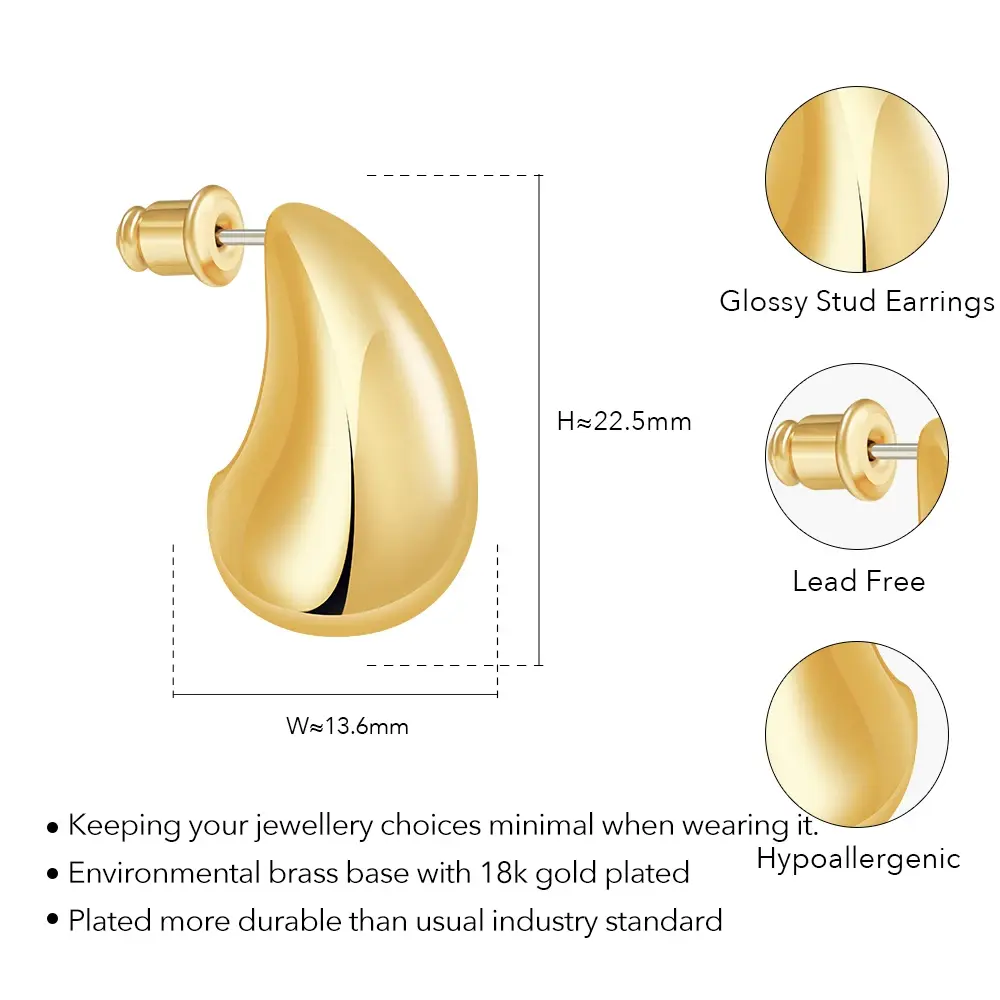 Glossy Stud Earrings
H≈22.5mm
Lead Free
W≈13.6mm
Hypoallergenic
• Keeping your jewellery choices minimal when wearing it.
• Environmental brass base with 18k gold plated
• Plated more durable than usual industry standard